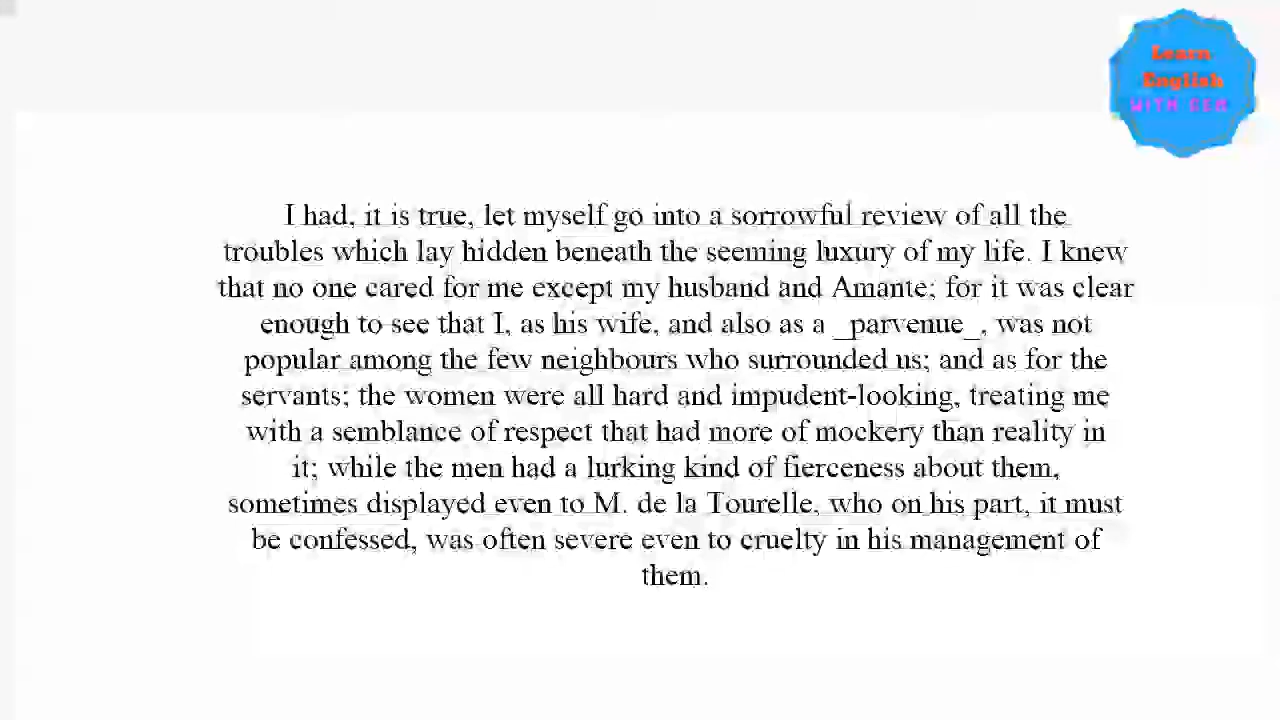 Learn
English
WITH GEM
I had, it is true, let myself go into a sorrowful review of all the
troubles which lay hidden beneath the seeming luxury of my life. I knew
that no one cared for me except my husband and Amante; for it was clear
enough to see that I, as his wife, and also as a _parvenue_, was not
popular among the few neighbours who surrounded us; and as for the
servants; the women were all hard and impudent-looking, treating me
with a semblance of respect that had more of mockery than reality in
it; while the men had a lurking kind of fierceness about them,
sometimes displayed even to M. de la Tourelle, who on his part, it must
be confessed, was often severe even to cruelty in his management of
them.